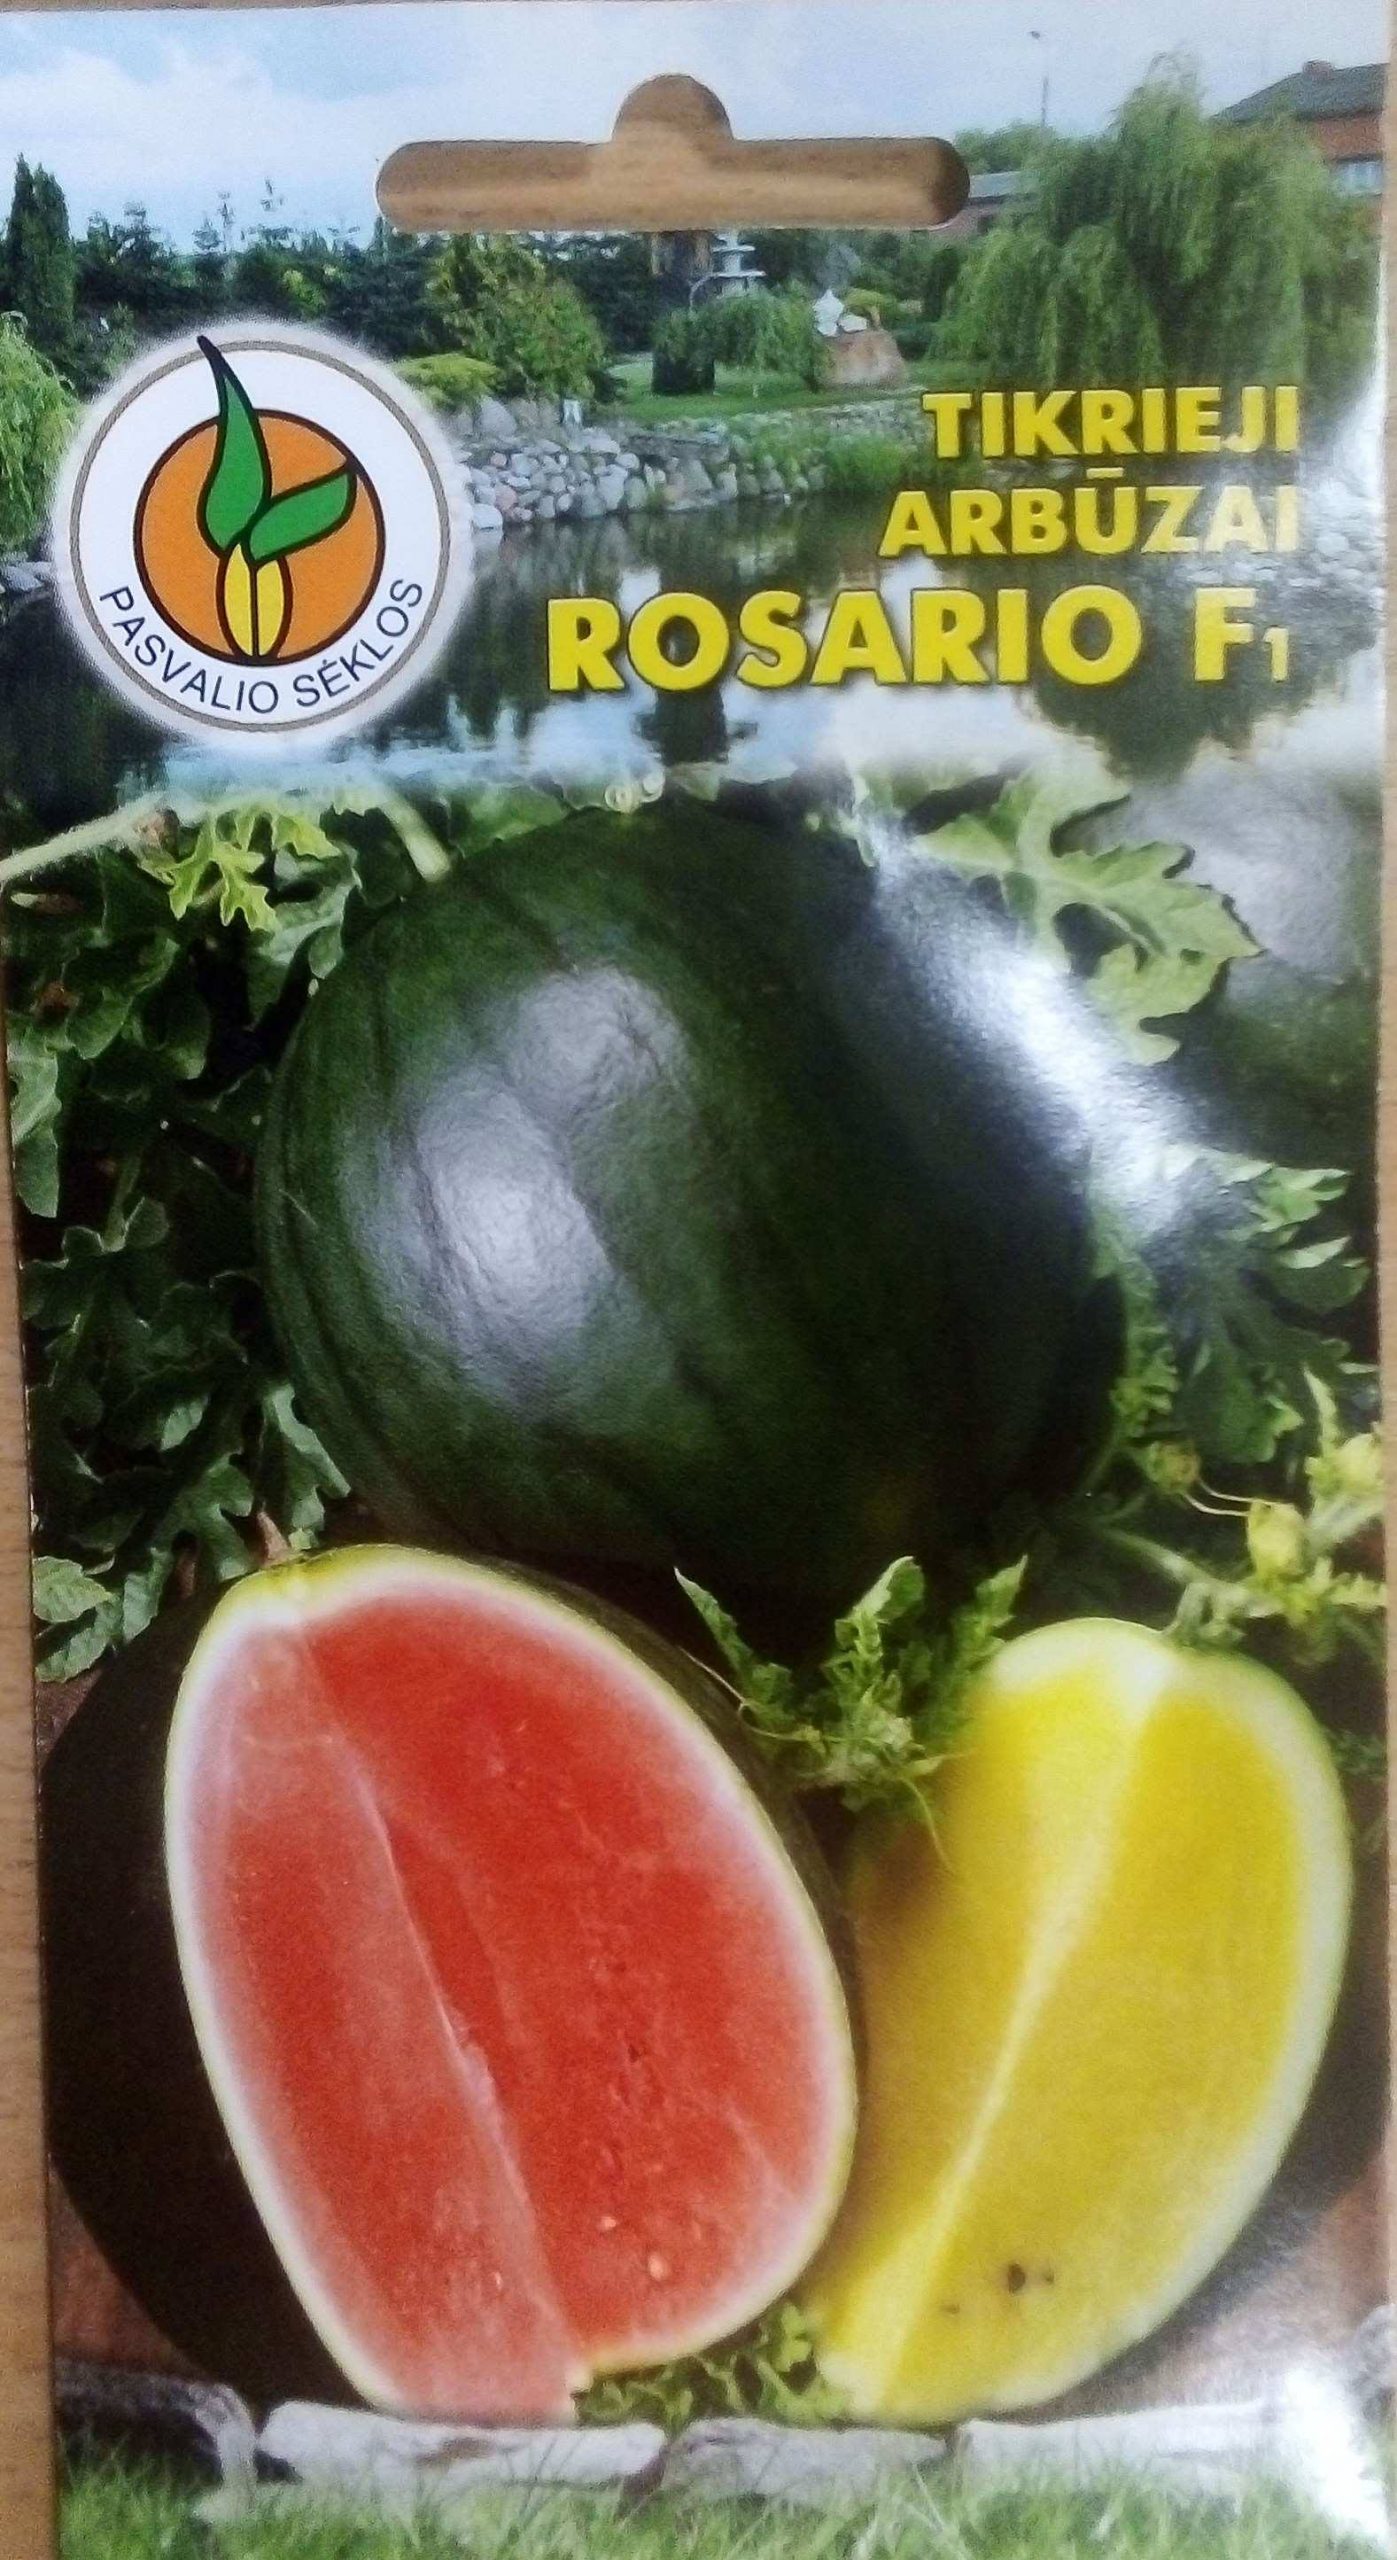 TIKRIEJI
ARBŪZAI
ROSARIO F1
PASVALIO SĖKLOS